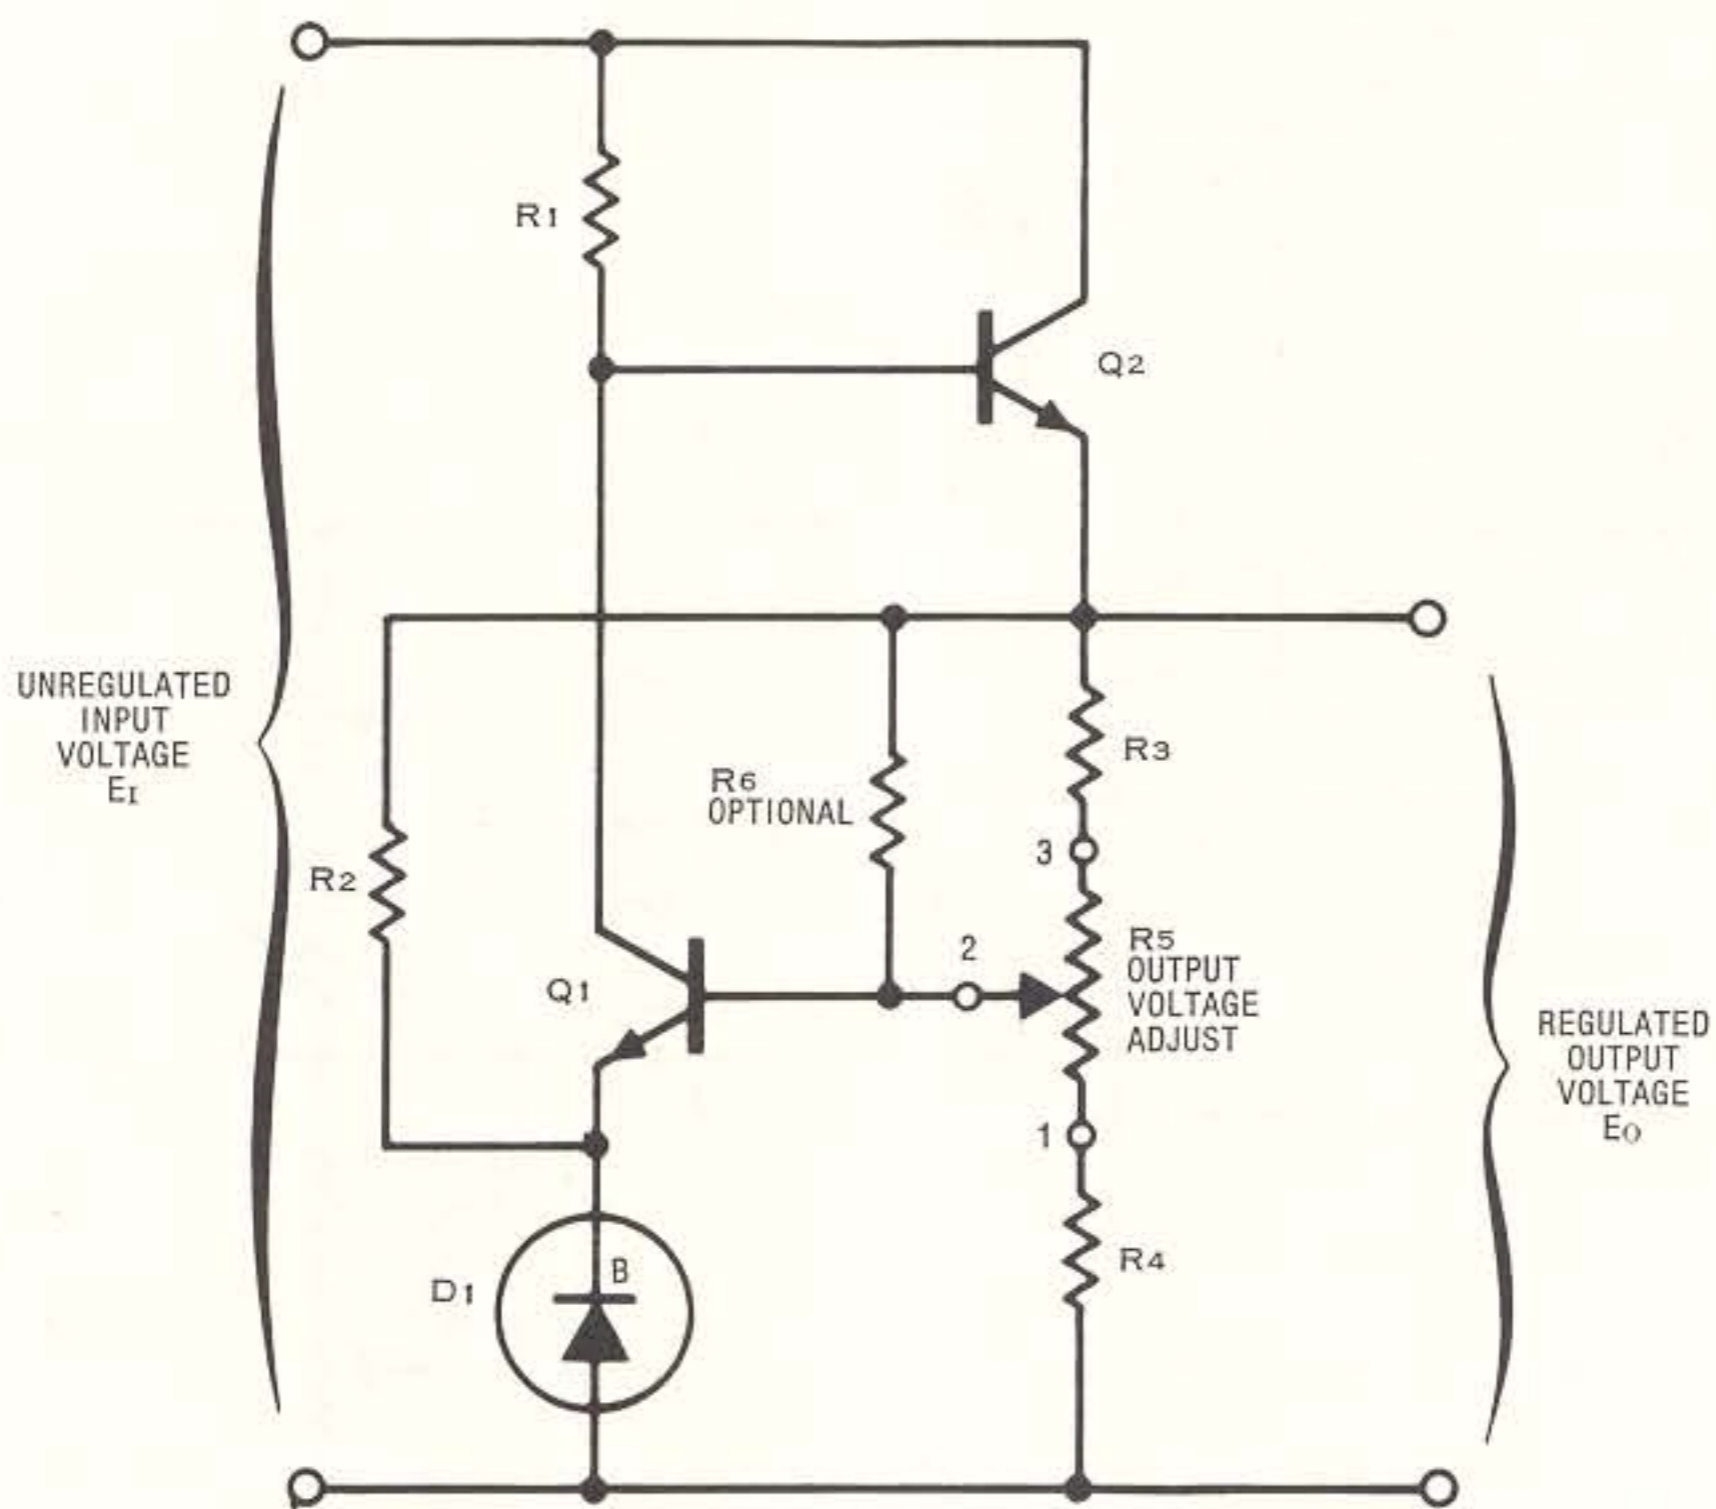 R1
Q2
UNREGULATED
INPUT
VOLTAGE
EI
R2
R6
OPTIONAL
R3
3
2
R5
OUTPUT
VOLTAGE
ADJUST
Q1
1
REGULATED
OUTPUT
VOLTAGE
EO
R4
D1
B